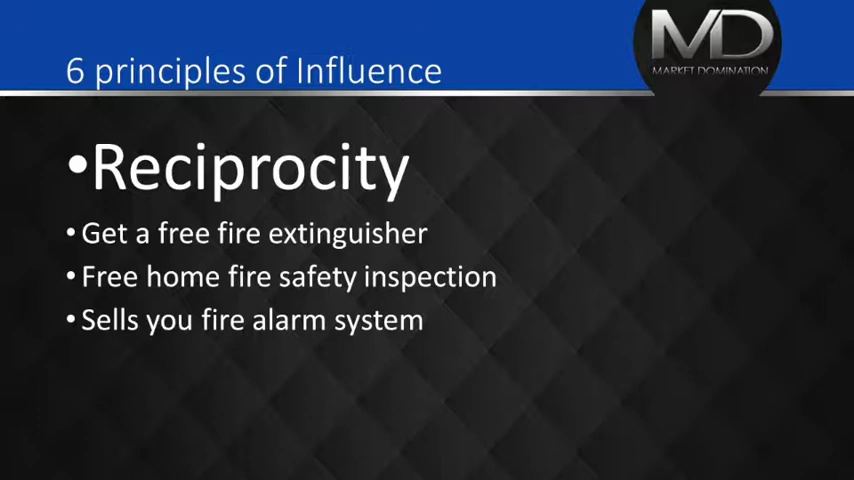 6 principles of Influence
MD
MARKET DOMINATION
•Reciprocity
• Get a free fire extinguisher
• Free home fire safety inspection
• Sells you fire alarm system